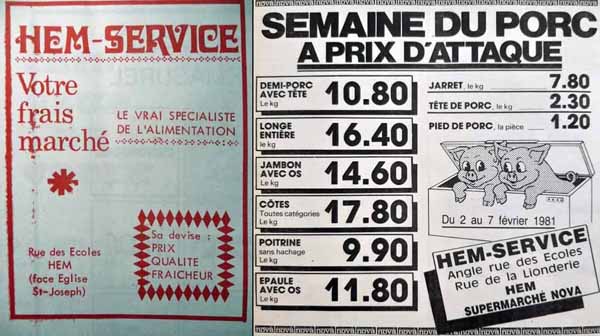 HEM-SERVICE
Votre
frais
marché
LE VRAI SPECIALISTE
DE L'ALIMENTATION
Sa devise :
PRIX
QUALITE
FRAICHEUR
Rue des Ecoles
HEM
(face Eglise
St-Joseph)
SEMAINE DU PORC
A PRIX D'ATTAQUE
DEMI-PORC
AVEC TÊTE
Le kg
10.80
LONGE
ENTIÈRE
le kg
16.40
JAMBON
AVEC OS
Le kg
14.60
CÔTES
Toutes catégories
Le kg
17.80
POITRINE
sans hachage
Le kg
9.90
EPAULE
AVEC OS
Le kg
11.80
JARRET, le kg 7.80
TÊTE DE PORC, le kg 2.30
PIED DE PORC, la pièce 1.20
Du 2 au 7 février 1981
HEM-SERVICE
Angle rue des Ecoles
Rue de la Lionderie
HEM
SUPERMARCHÉ NOVA